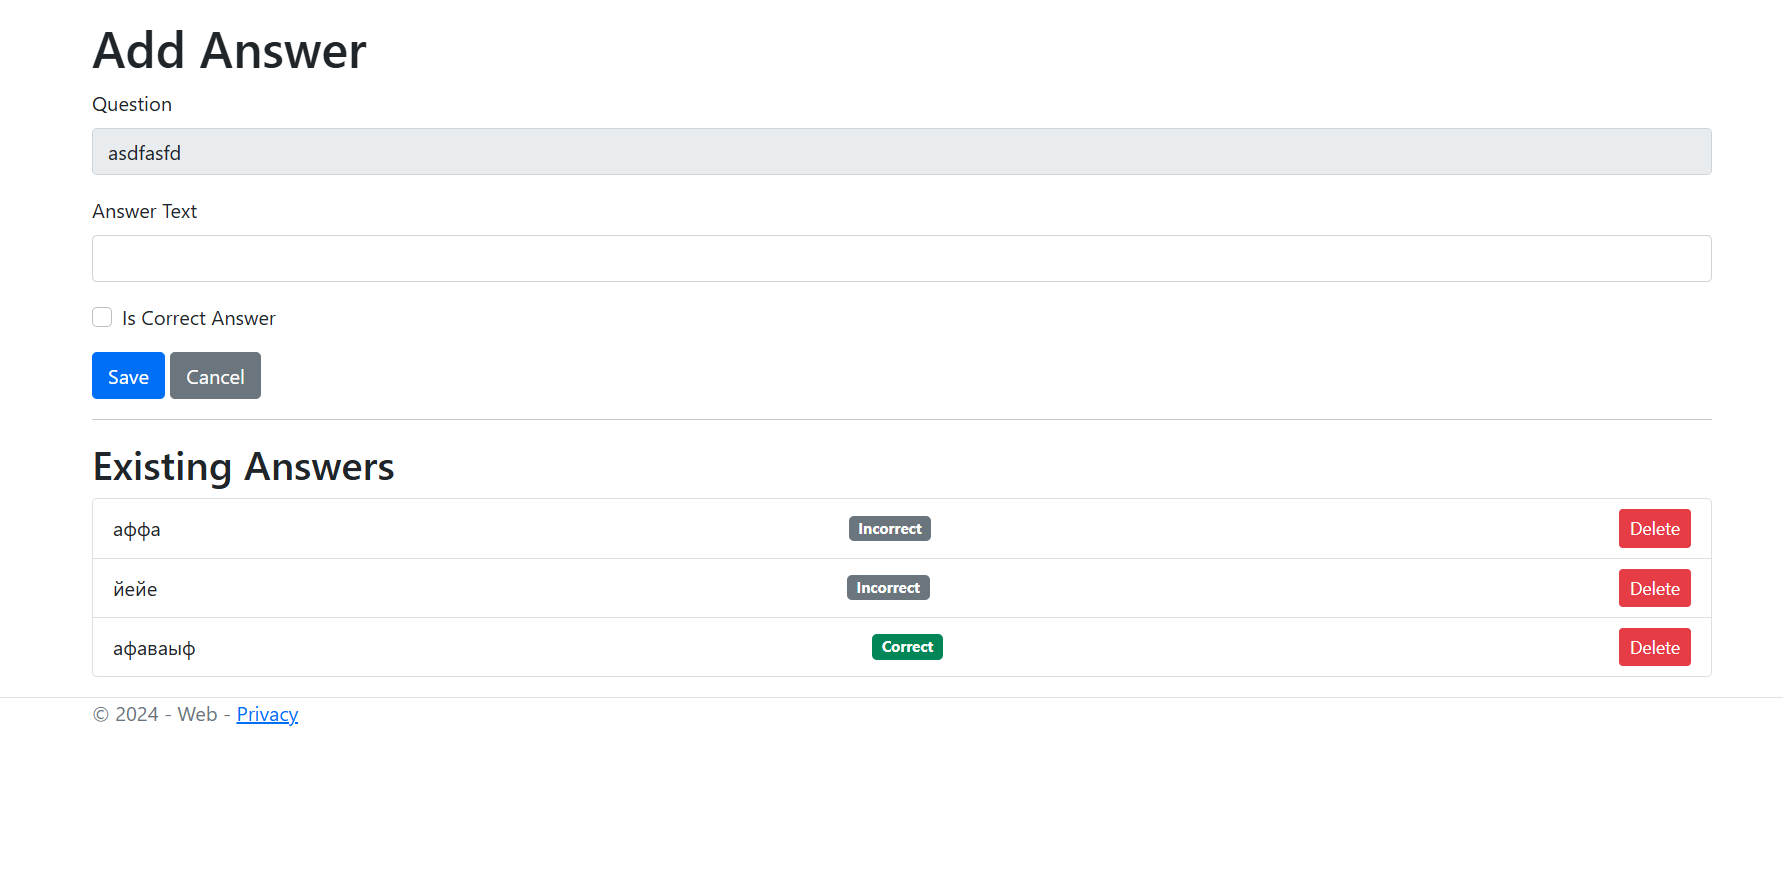 Add Answer
Question
asdfasfd
Answer Text
Is Correct Answer
Save Cancel
Existing Answers
аффа Incorrect Delete
йейе Incorrect Delete
афаваыф Correct Delete
© 2024 - Web - Privacy